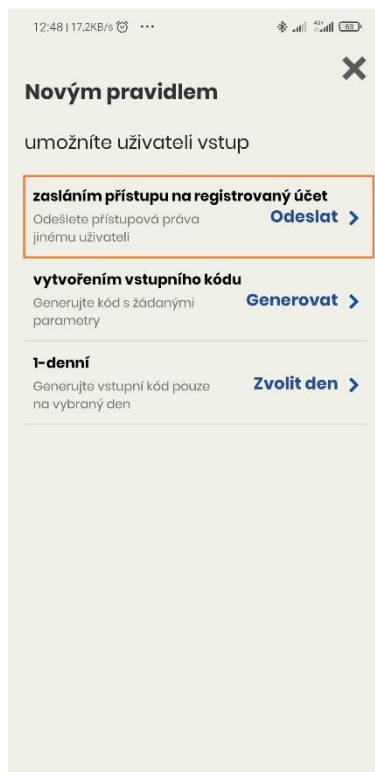 12:48 | 17,2KB/s
4G+
63
Novým pravidlem
umožníte uživateli vstup
zasláním přístupu na registrovaný účet
Odešlete přístupová práva
jinému uživateli
Odeslat
vytvořením vstupního kódu
Generujte kód s žádanými
parametry
Generovat
1-denní
Generujte vstupní kód pouze
na vybraný den
Zvolit den